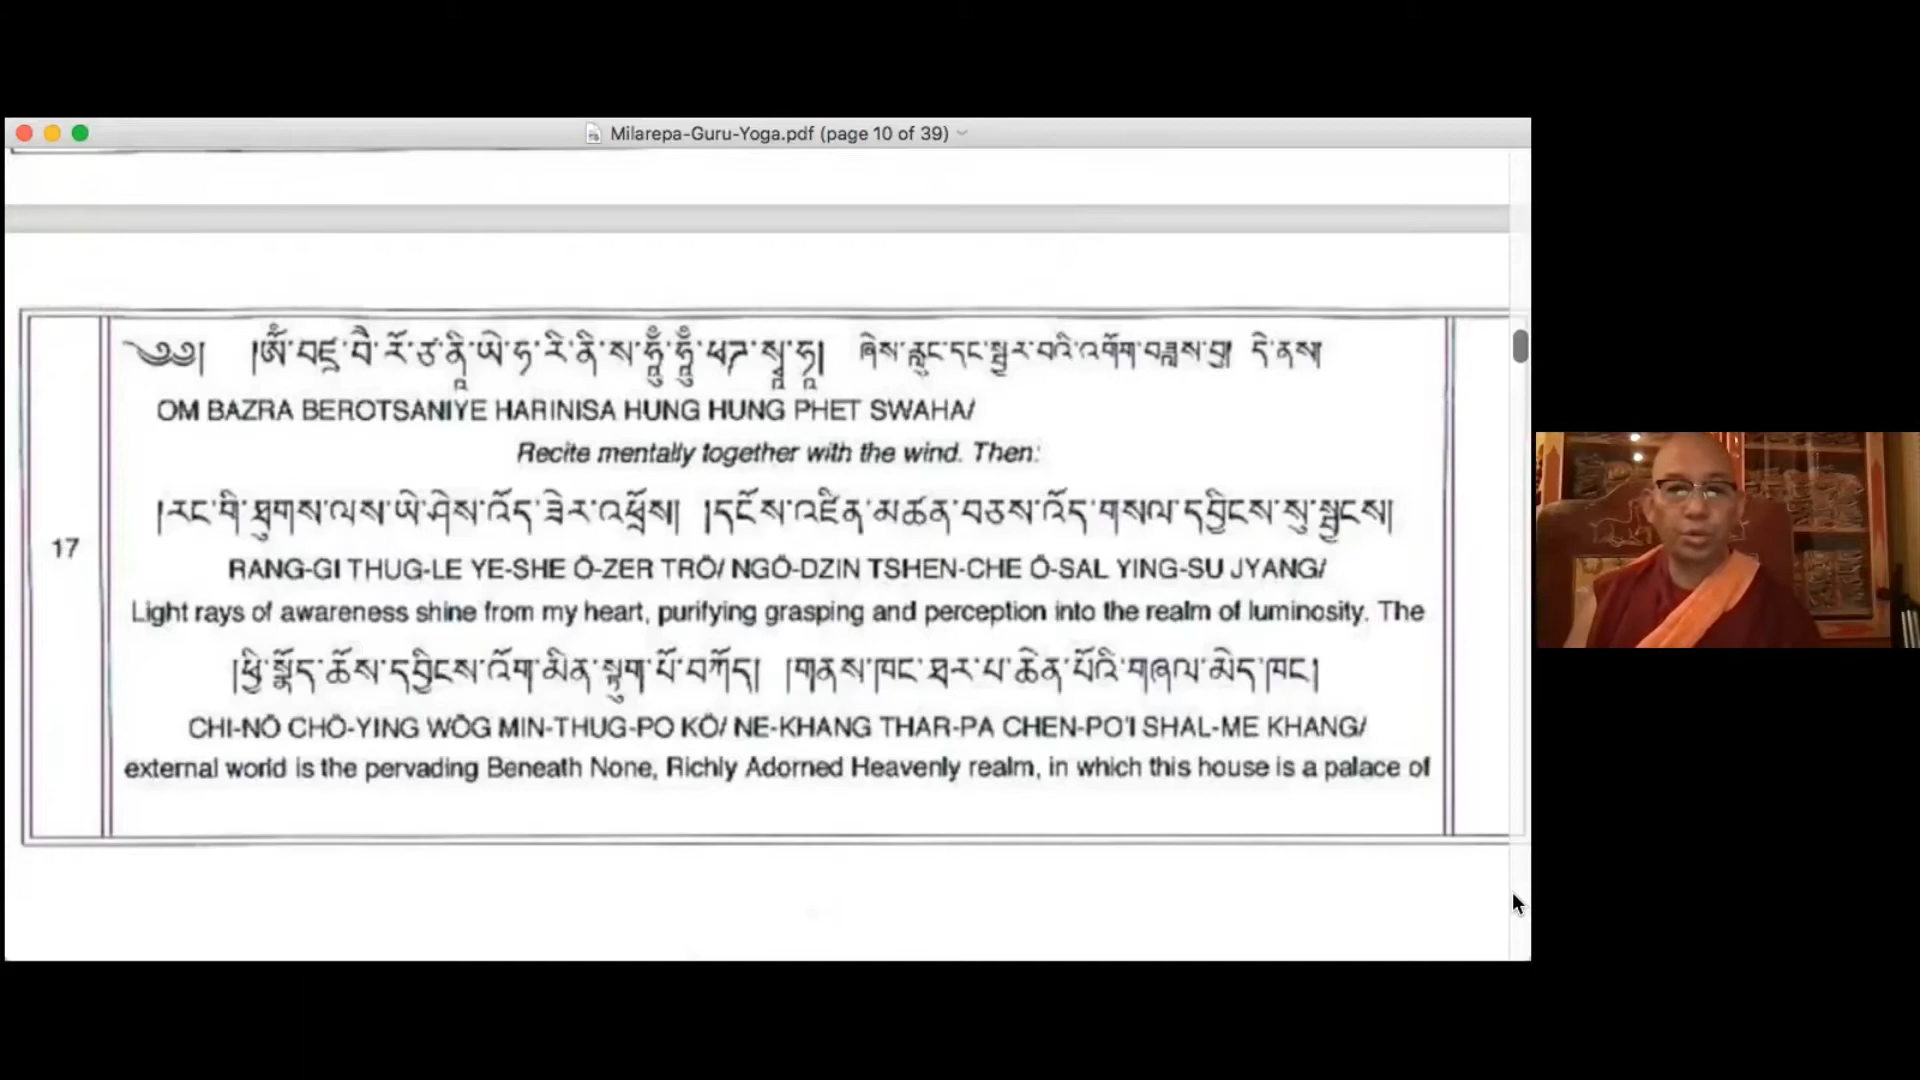 Milarepa-Guru-Yoga.pdf (page 10 of 39)
༄༅། །ཨོཾ་བཛྲ་བཻ་རོ་ཙ་ནཱི་ཡེ་ཧ་རི་ནི་ས་ཧཱུྃ་ཧཱུྃ་ཕཊ་སྭཱ་ཧཱ། ཞེས་རླུང་དང་སྦྱར་བའི་འགོག་བཟླས་བྱ། དེ་ནས།
OM BAZRA BEROTSANIYE HARINISA HUNG HUNG PHET SWAHA/
Recite mentally together with the wind. Then:
།རང་གི་ཐུགས་ལས་ཡེ་ཤེས་འོད་ཟེར་འཕྲོས། །དངོས་འཛིན་མཚན་བཅས་འོད་གསལ་དབྱིངས་སུ་སྦྱངས།
17
RANG-GI THUG-LE YE-SHE Ö-ZER TRÖ/ NGÖ-DZIN TSHEN-CHE Ö-SAL YING-SU JYANG/
Light rays of awareness shine from my heart, purifying grasping and perception into the realm of luminosity. The
།ཕྱི་སྣོད་ཆོས་དབྱིངས་འོག་མིན་སྟུག་པོ་བཀོད། །གནས་ཁང་ཐར་པ་ཆེན་པོའི་གཞལ་མེད་ཁང་།
CHI-NÖ CHÖ-YING WÖG MIN-THUG-PO KÖ/ NE-KHANG THAR-PA CHEN-PO'I SHAL-ME KHANG/
external world is the pervading Beneath None, Richly Adorned Heavenly realm, in which this house is a palace of